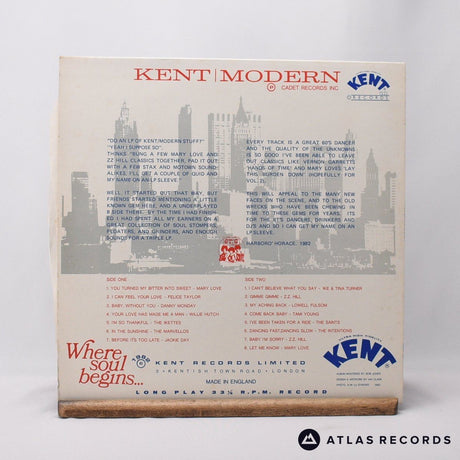 KENT | MODERN
CADET RECORDS INC
KENT
RECORDS
"DO AN LP OF KENT/MODERN STUFF?"
"YEAH I SUPPOSE SO".
THINKS 'BUNG A FEW MARY LOVE AND
ZZ HILL CLASSICS TOGETHER, PAD IT OUT
WITH A FEW STAX AND MOTOWN SOUND
ALIKES, I'LL GET A COUPLE OF QUID AND
MY NAME ON AN LP SLEEVE.'
WELL IT STARTED OUT THAT WAY, BUT
FRIENDS STARTED MENTIONING A LITTLE
KNOWN GEM HERE, AND A UNDERPLAYED
B SIDE THERE. BY THE TIME I HAD FINISH
ED I HAD SPENT ALL MY EARNERS ON A
GREAT COLLECTION OF SOUL STOMPERS,
FLOATERS, AND GRINDERS, AND ENOUGH
SOUNDS FOR A TRIPLE LP.
EVERY TRACK IS A GREAT 60'S DANCER
AND THE QUALITY OF THE UNKNOWNS
IS SO GOOD I'VE BEEN ABLE TO LEAVE
OUT CLASSICS LIKE VERNON GARRETT'S
'HANGS OF TIME' AND MARY LOVES 'LAY
THIS BURDEN DOWN' (HOPEFULLY FOR
VOL.2).
THIS WILL APPEAL TO THE MANY NEW
FACES ON THE SCENE, AND TO THE OLD
WRECKS WHO HAVE BEEN CHEWING IN
TIME TO THESE GEMS FOR YEARS. ITS
FOR THE KTS DANCERS, DRINKERS AND
DJ'S AND SO I CAN GET MY NAME ON AN
LP SLEEVE.
HARBORO' HORACE, 1982
SIDE ONE
1. YOU TURNED MY BITTER INTO SWEET - MARY LOVE
2. I CAN FEEL YOUR LOVE - FELICE TAYLOR
3. BABY, WITHOUT YOU - DANNY MONDAY
4. YOUR LOVE HAS MADE ME A MAN - WILLIE HUTCH
5. I'M SO THANKFUL - THE IKETTES
6. IN THE SUNSHINE - THE MARVELLOS
7. BEFORE IT'S TOO LATE - JACKIE DAY
SIDE TWO
1. I CAN'T BELIEVE WHAT YOU SAY - IKE & TINA TURNER
2. GIMME GIMME - Z.Z. HILL
3. MY ACHING BACK - LOWELL FULSOM
4. COME BACK BABY - TAMI YOUNG
5. I'VE BEEN TAKEN FOR A RIDE - THE SAINTS
6. DANCING FAST, DANCING SLOW - THE INTENTIONS
7. BABY I'M SORRY - Z.Z. HILL
8. LET ME KNOW - MARY LOVE
Where
soul
begins...
KENT RECORDS LIMITED
3 • KENTISH TOWN ROAD • LONDON
MADE IN ENGLAND
LONG PLAY 33⅓ R.P.M. RECORD
KENT
ATLAS RECORDS